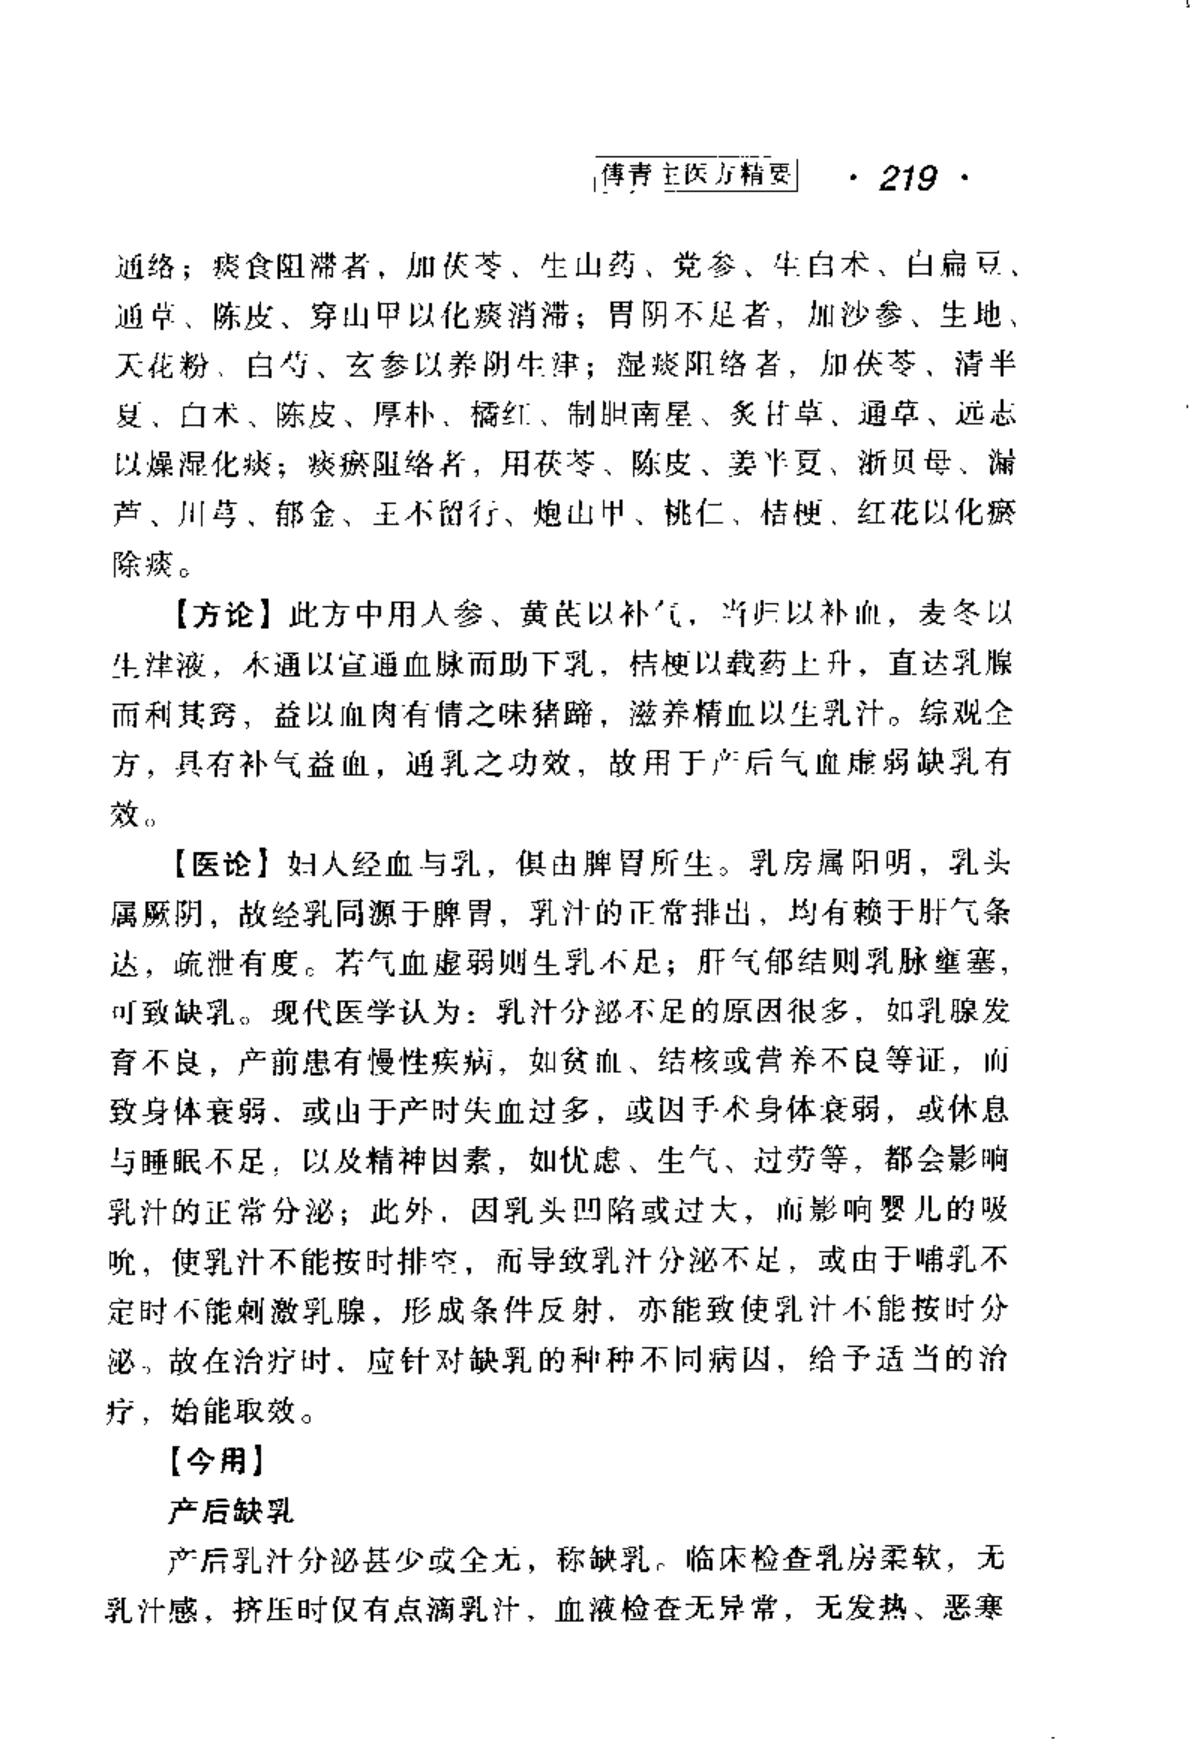 傅青主医方精要 · 219 ·
通络；痰食阻滞者，加茯苓、生山药、党参、生白术、白扁豆、
通草、陈皮、穿山甲以化痰消滞；胃阴不足者，加沙参、生地、
天花粉、白芍、玄参以养阴生津；湿痰阻络者，加茯苓、清半
夏、白术、陈皮、厚朴、橘红、制胆南星、炙甘草、通草、远志
以燥湿化痰；痰瘀阻络者，用茯苓、陈皮、姜半夏、浙贝母、漏
芦、川芎、郁金、王不留行、炮山甲、桃仁、桔梗、红花以化瘀
除痰。
【方论】此方中用人参、黄芪以补气，当归以补血，麦冬以
生津液，木通以宣通血脉而助下乳，桔梗以载药上升，直达乳腺
而利其窍，益以血肉有情之味猪蹄，滋养精血以生乳汁。综观全
方，具有补气益血，通乳之功效，故用于产后气血虚弱缺乳有
效。
【医论】妇人经血与乳，俱由脾胃所生。乳房属阳明，乳头
属厥阴，故经乳同源于脾胃，乳汁的正常排出，均有赖于肝气条
达，疏泄有度。若气血虚弱则生乳不足；肝气郁结则乳脉壅塞，
可致缺乳。现代医学认为：乳汁分泌不足的原因很多，如乳腺发
育不良，产前患有慢性疾病，如贫血、结核或营养不良等证，而
致身体衰弱、或由于产时失血过多，或因手术身体衰弱，或休息
与睡眠不足，以及精神因素，如忧虑、生气、过劳等，都会影响
乳汁的正常分泌；此外，因乳头凹陷或过大，而影响婴儿的吸
吮，使乳汁不能按时排空，而导致乳汁分泌不足，或由于哺乳不
定时不能刺激乳腺，形成条件反射，亦能致使乳汁不能按时分
泌。故在治疗时，应针对缺乳的种种不同病因，给予适当的治
疗，始能取效。
【今用】
产后缺乳
产后乳汁分泌甚少或全无，称缺乳。临床检查乳房柔软，无
乳汁感，挤压时仅有点滴乳汁，血液检查无异常，无发热、恶寒